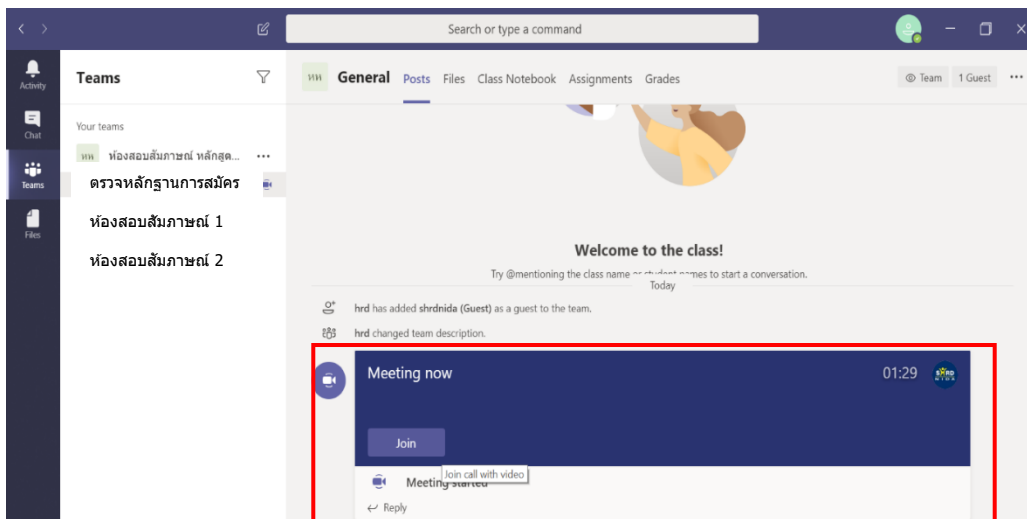 Search or type a command
Activity
Chat
Teams
Files
Teams
Your teams
หท ห้องสอบสัมภาษณ์ หลักสูต... ...
ตรวจหลักฐานการสมัคร
ห้องสอบสัมภาษณ์ 1
ห้องสอบสัมภาษณ์ 2
หท General Posts Files Class Notebook Assignments Grades
Team 1 Guest ...
Welcome to the class!
Try @mentioning the class name or student names to start a conversation.
Today
hrd has added shrdnida (Guest) as a guest to the team.
hrd changed team description.
Meeting now 01:29
SHRD
NIDA
Join
Join call with video
Meeting started
Reply